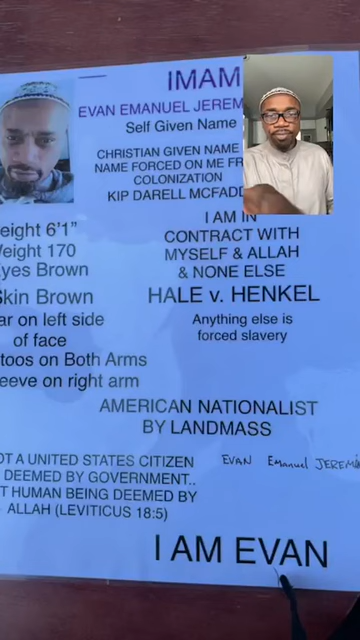 IMAM
EVAN EMANUEL JEREM
Self Given Name
CHRISTIAN GIVEN NAME
NAME FORCED ON ME FR
COLONIZATION
KIP DARELL MCFADD
I AM IN
CONTRACT WITH
MYSELF & ALLAH
& NONE ELSE
HALE v. HENKEL
Anything else is
forced slavery
eight 6'1"
Weight 170
yes Brown
Skin Brown
ar on left side
of face
toos on Both Arms
eeve on right arm
AMERICAN NATIONALIST
BY LANDMASS
OT A UNITED STATES CITIZEN
DEEMED BY GOVERNMENT..
T HUMAN BEING DEEMED BY
ALLAH (LEVITICUS 18:5)
EVAN Emanuel JEREMI
I AM EVAN